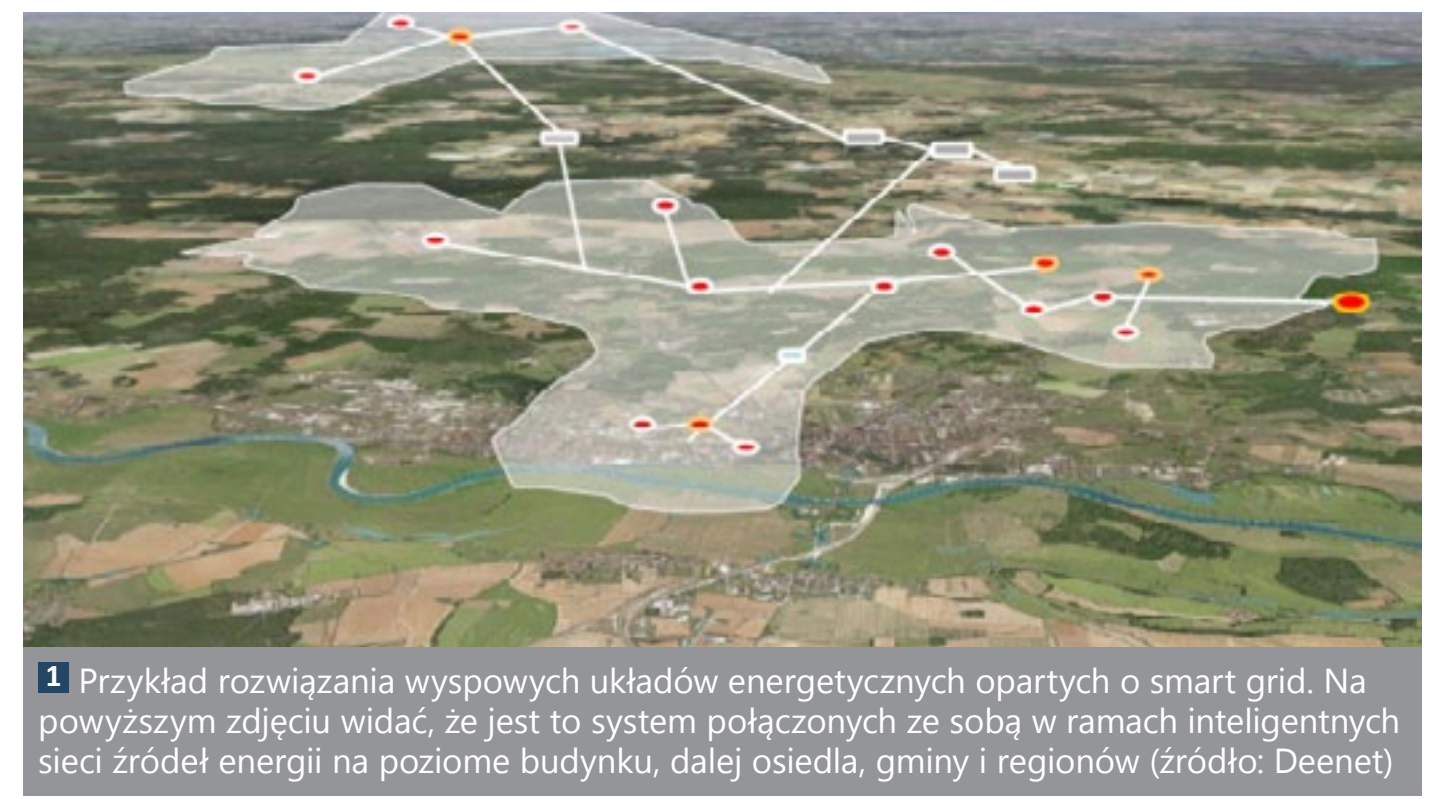 1 Przykład rozwiązania wyspowych układów energetycznych opartych o smart grid. Na
powyższym zdjęciu widać, że jest to system połączonych ze sobą w ramach inteligentnych
sieci źródeł energii na poziome budynku, dalej osiedla, gminy i regionów (źródło: Deenet)